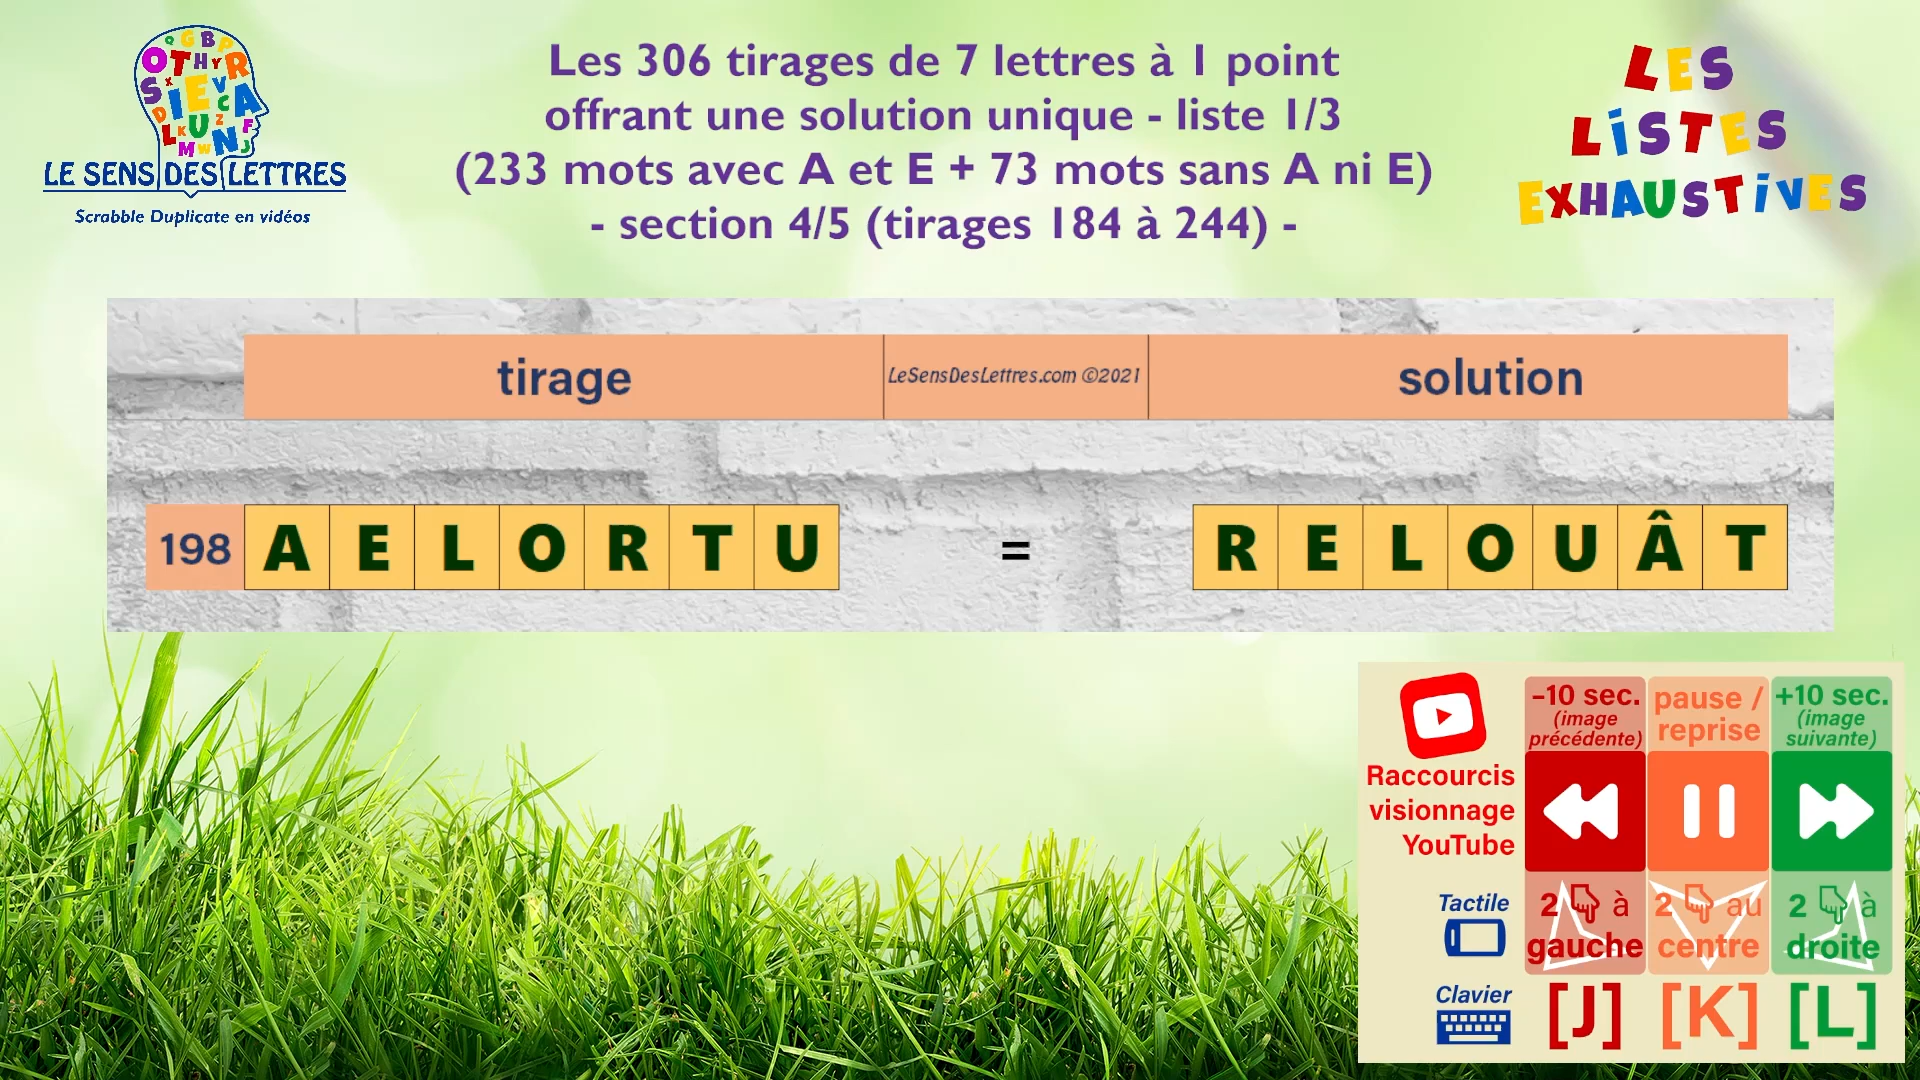 LE SENS DES LETTRES
Scrabble Duplicate en vidéos
Les 306 tirages de 7 lettres à 1 point
offrant une solution unique - liste 1/3
(233 mots avec A et E + 73 mots sans A ni E)
- section 4/5 (tirages 184 à 244) -
LES
LiSTES
EXHAUSTiVES
tirage
LeSensDesLettres.com ©2021
solution
198 A E L O R T U = R E L O U Â T
Raccourcis
visionnage
YouTube
–10 sec.
(image
précédente)
pause /
reprise
+10 sec.
(image
suivante)
Tactile
2 à
gauche
2 au
centre
2 à
droite
Clavier
[J] [K] [L]